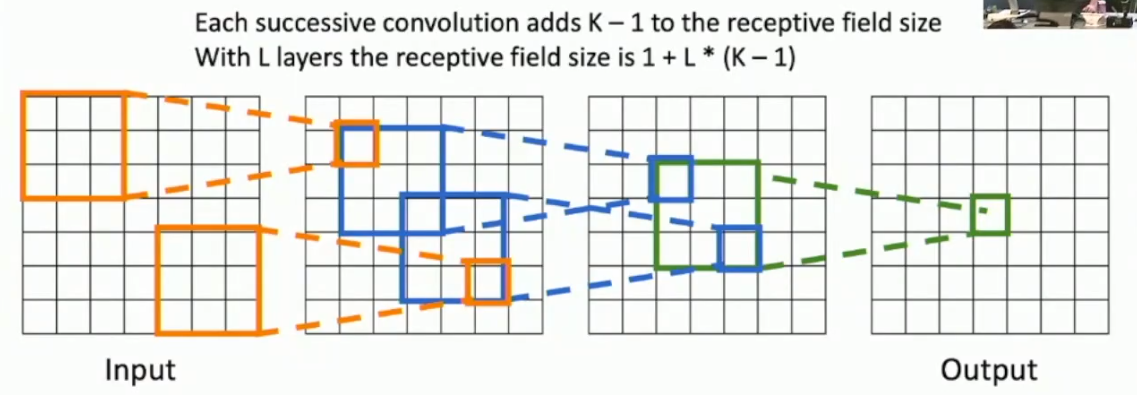 Each successive convolution adds K – 1 to the receptive field size
With L layers the receptive field size is 1 + L * (K – 1)
Input
Output